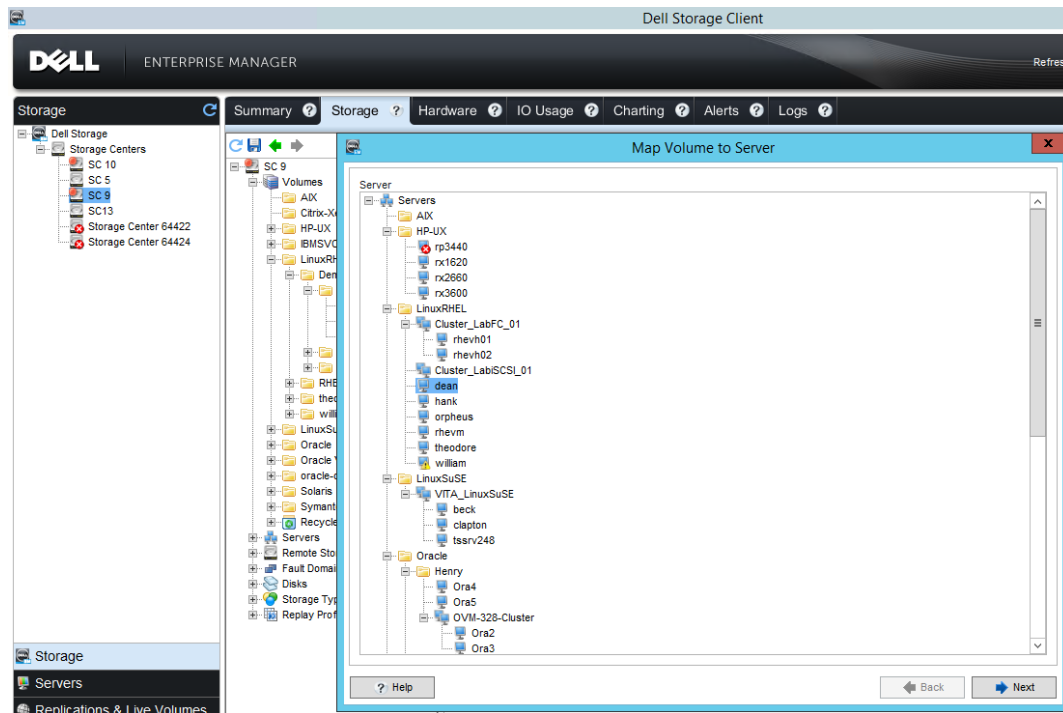 Dell Storage Client
DELL
ENTERPRISE MANAGER
Storage
Dell Storage
Storage Centers
SC 10
SC 5
SC 9
SC13
Storage Center 64422
Storage Center 64424
Storage
Servers
Replications & Live Volumes
Summary ? Storage ? Hardware ? IO Usage ? Charting ? Alerts ? Logs ?
SC 9
Volumes
AIX
HP-UX
Oracle
Oracle
Solaris
Servers
Disks
Map Volume to Server
x
Server
Servers
AIX
HP-UX
rp3440
rx1620
rx2660
rx3600
LinuxRHEL
Cluster_LabFC_01
rhevh01
rhevh02
Cluster_LabiSCSI_01
dean
hank
orpheus
rhevm
theodore
william
LinuxSuSE
VITA_LinuxSuSE
beck
clapton
tssrv248
Oracle
Henry
Ora4
Ora5
OVM-328-Cluster
Ora2
Ora3
? Help
Back
Next